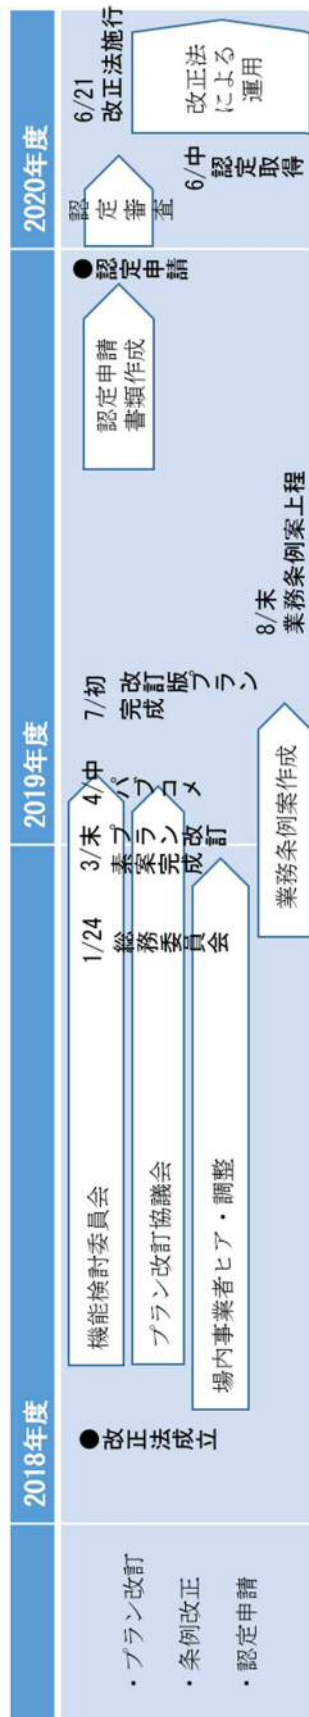 2018年度
2019年度
2020年度
・プラン改訂
・条例改正
・認定申請
●改正法成立
機能検討委員会
プラン改訂協議会
場内事業者ヒア・調整
1/24
総務委員会
3/末
プラン改訂
素案完成
4/中
パブコメ
7/初
改訂版プラン
完成
業務条例案作成
8/末
業務条例案上程
認定申請
書類作成
●認定申請
認定審査
6/中
認定取得
6/21
改正法施行
改正法
による
運用